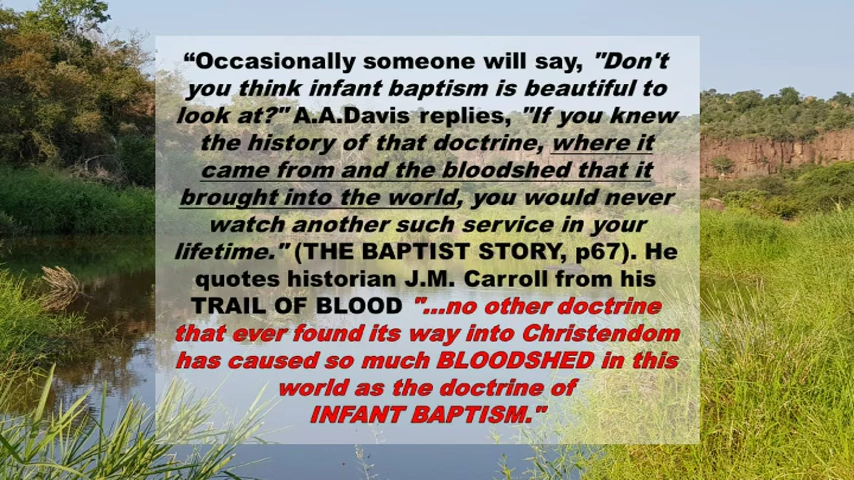 “Occasionally someone will say, "Don't
you think infant baptism is beautiful to
look at?" A.A.Davis replies, "If you knew
the history of that doctrine, where it
came from and the bloodshed that it
brought into the world, you would never
watch another such service in your
lifetime." (THE BAPTIST STORY, p67). He
quotes historian J.M. Carroll from his
TRAIL OF BLOOD "...no other doctrine
that ever found its way into Christendom
has caused so much BLOODSHED in this
world as the doctrine of
INFANT BAPTISM."